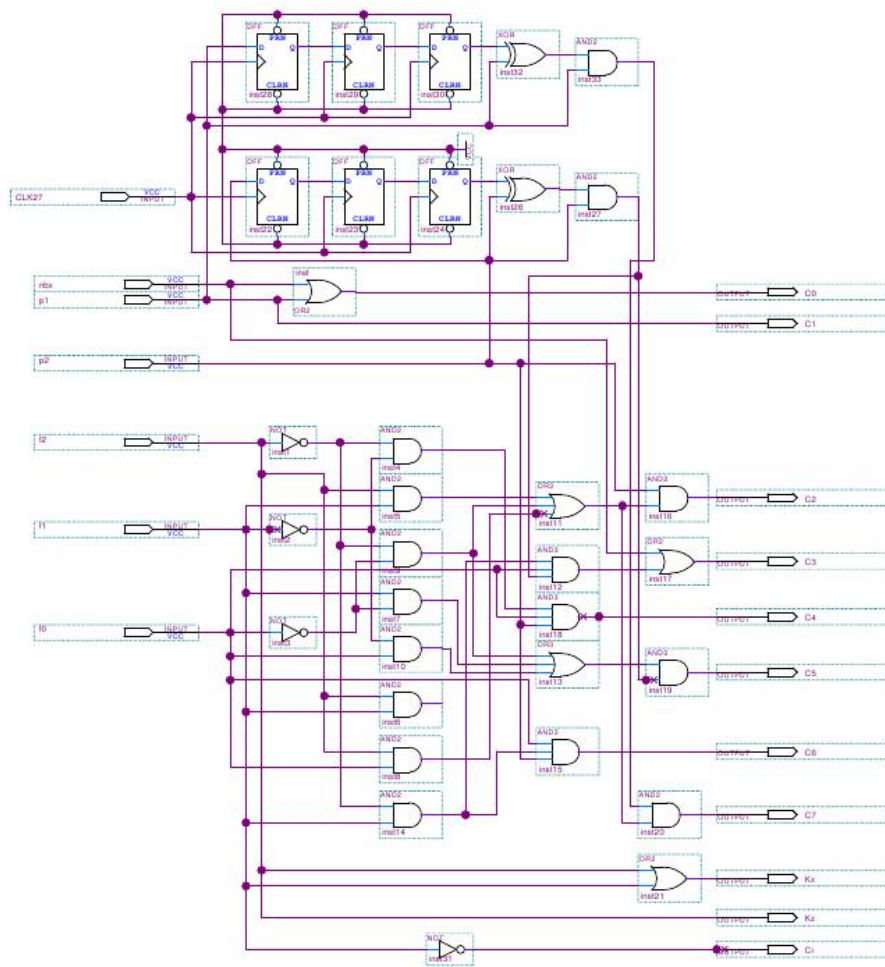 DFF
DFF
DFF
XOR
PRN
PRN
PRN
AND2
D Q
D Q
D Q
inst32
inst33
CLRN
CLRN
CLRN
inst28
inst29
inst30
VCC
DFF
DFF
DFF
XOR
PRN
PRN
PRN
AND2
D Q
D Q
D Q
inst26
inst27
CLK27
VCC
INPUT
CLRN
CLRN
CLRN
inst22
inst23
inst24
inst
nbx
VCC
INPUT
p1
VCC
INPUT
OR2
OUTPUT
C0
OUTPUT
C1
p2
INPUT
VCC
I2
INPUT
VCC
NOT
inst1
AND2
inst4
AND2
inst5
OR3
inst11
AND2
inst16
OUTPUT
C2
I1
INPUT
VCC
NOT
inst2
AND2
AND3
inst12
OR2
inst17
OUTPUT
C3
AND2
inst7
AND3
inst18
OUTPUT
C4
I0
INPUT
VCC
NOT
inst3
AND2
inst10
OR3
inst13
AND2
inst19
OUTPUT
C5
AND2
inst6
AND2
inst8
AND3
inst15
OUTPUT
C6
AND2
inst14
AND2
inst20
OUTPUT
C7
OR2
inst21
OUTPUT
Kx
OUTPUT
Kz
NOT
inst31
OUTPUT
Ci